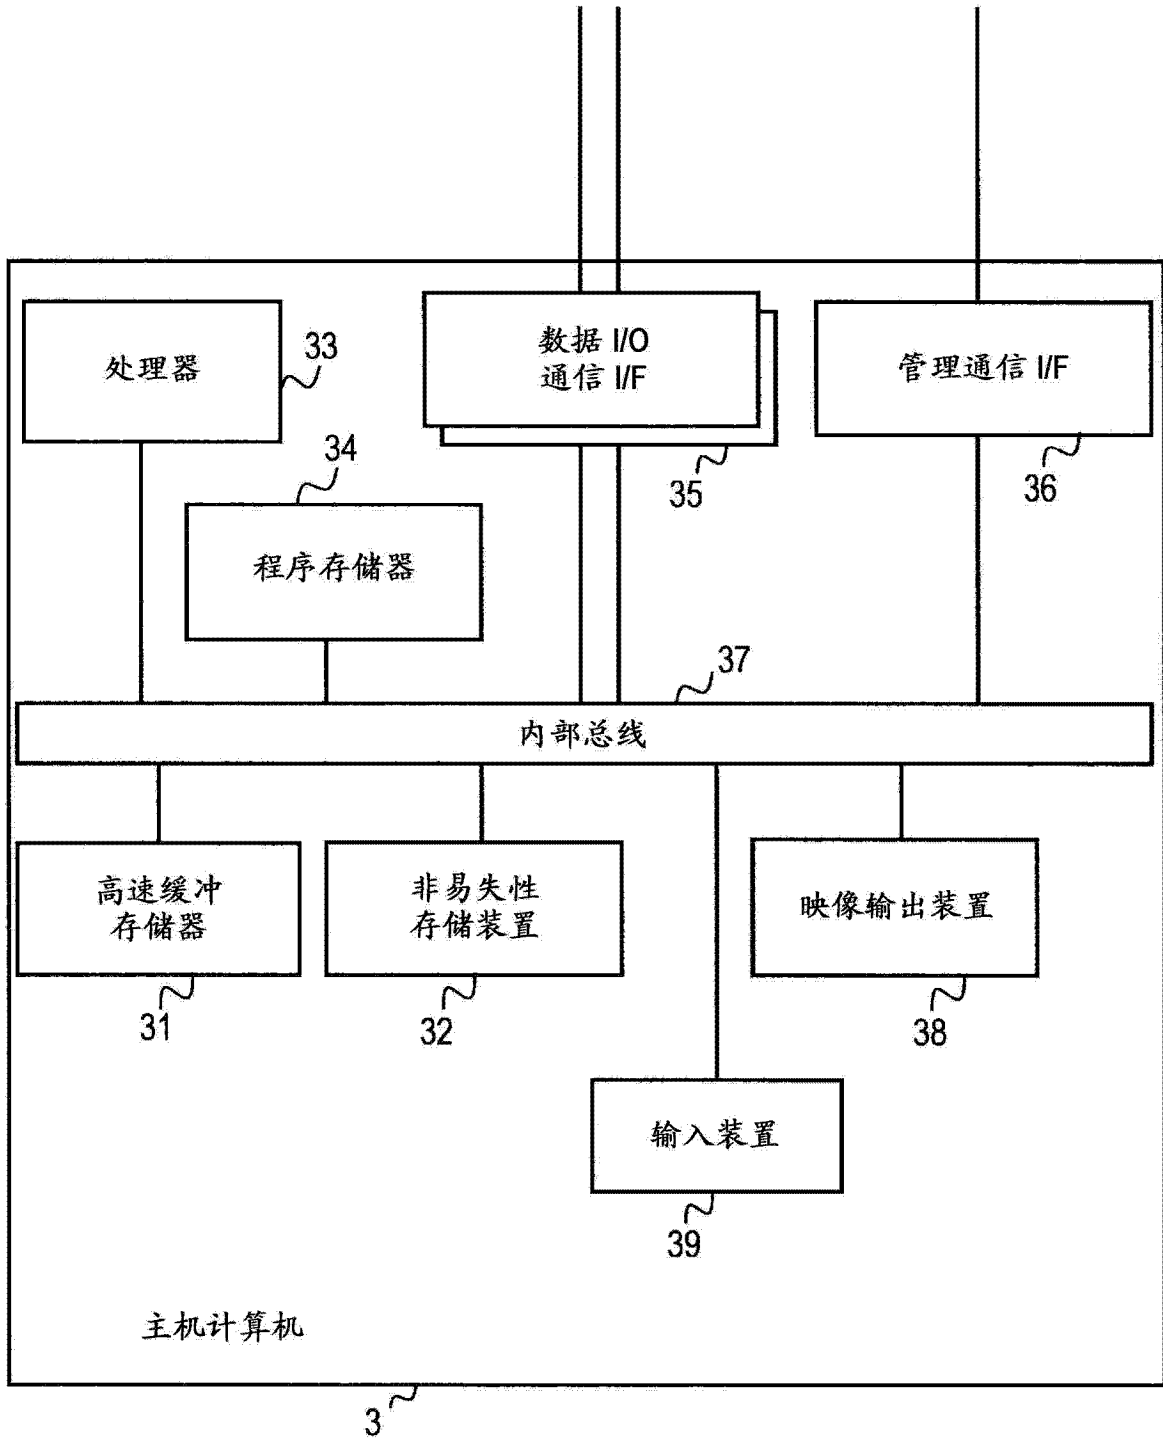 处理器
33
数据 I/O
通信 I/F
35
管理通信 I/F
36
34
程序存储器
37
内部总线
高速缓冲
存储器
31
非易失性
存储装置
32
映像输出装置
38
输入装置
39
主机计算机
3